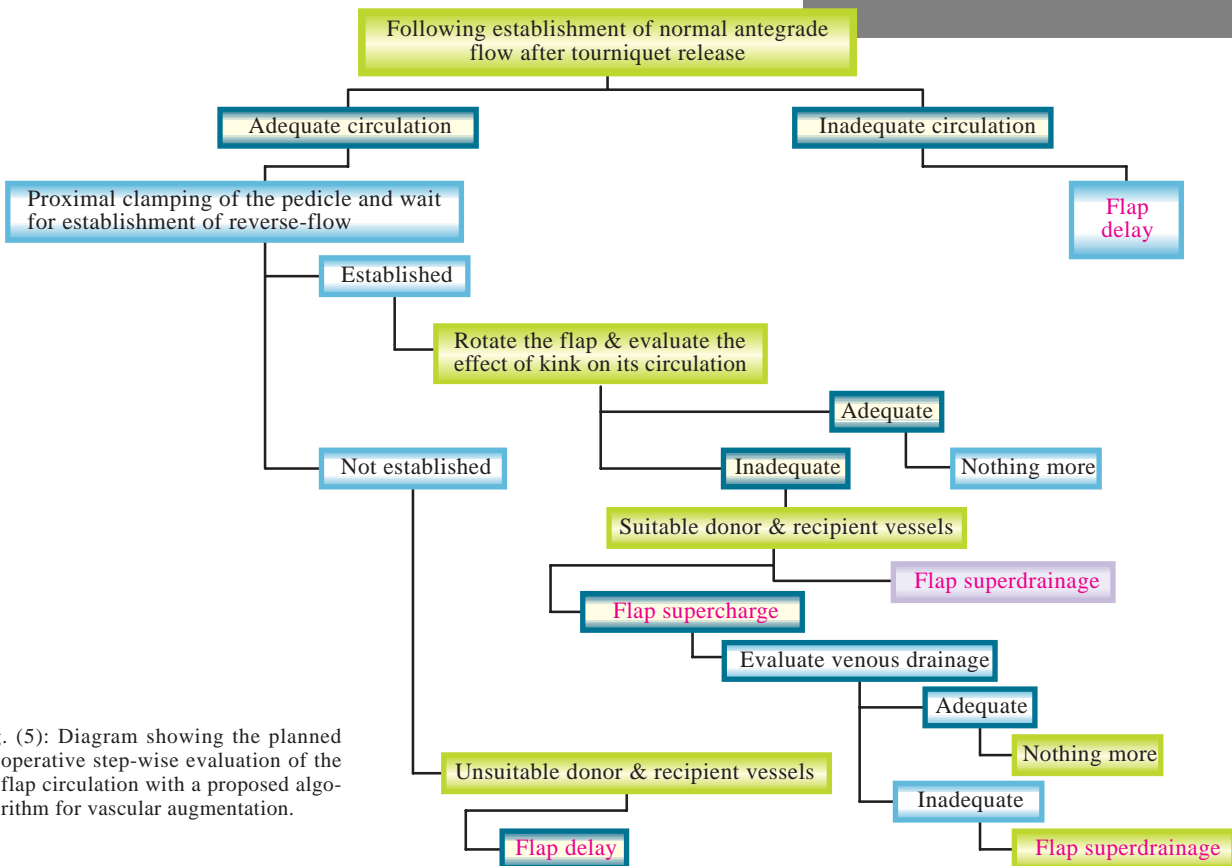 Following establishment of normal antegrade
flow after tourniquet release
Adequate circulation
Inadequate circulation
Proximal clamping of the pedicle and wait
for establishment of reverse-flow
Flap
delay
Established
Rotate the flap & evaluate the
effect of kink on its circulation
Adequate
Not established
Inadequate
Nothing more
Suitable donor & recipient vessels
Flap superdrainage
Flap supercharge
Evaluate venous drainage
Adequate
Nothing more
Unsuitable donor & recipient vessels
Inadequate
Flap delay
Flap superdrainage
. (5): Diagram showing the planned
operative step-wise evaluation of the
flap circulation with a proposed algo-
rithm for vascular augmentation.